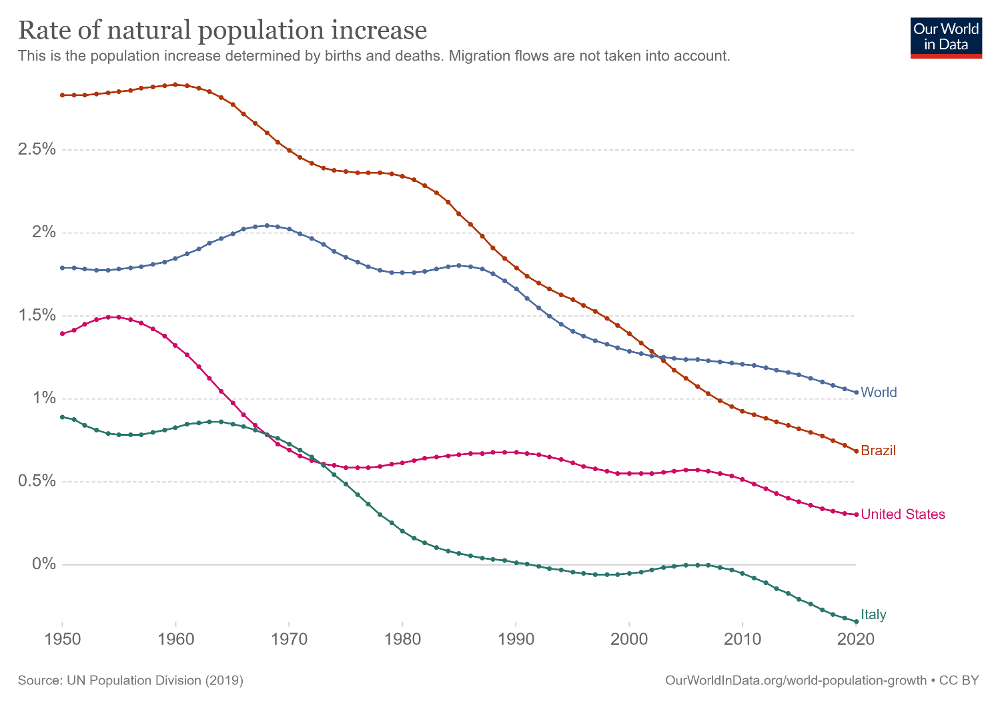 Rate of natural population increase
This is the population increase determined by births and deaths. Migration flows are not taken into account.
Our World
in Data
2.5%
2%
1.5%
1%
0.5%
0%
World
Brazil
United States
Italy
1950 1960 1970 1980 1990 2000 2010 2020
Source: UN Population Division (2019)
OurWorldInData.org/world-population-growth • CC BY